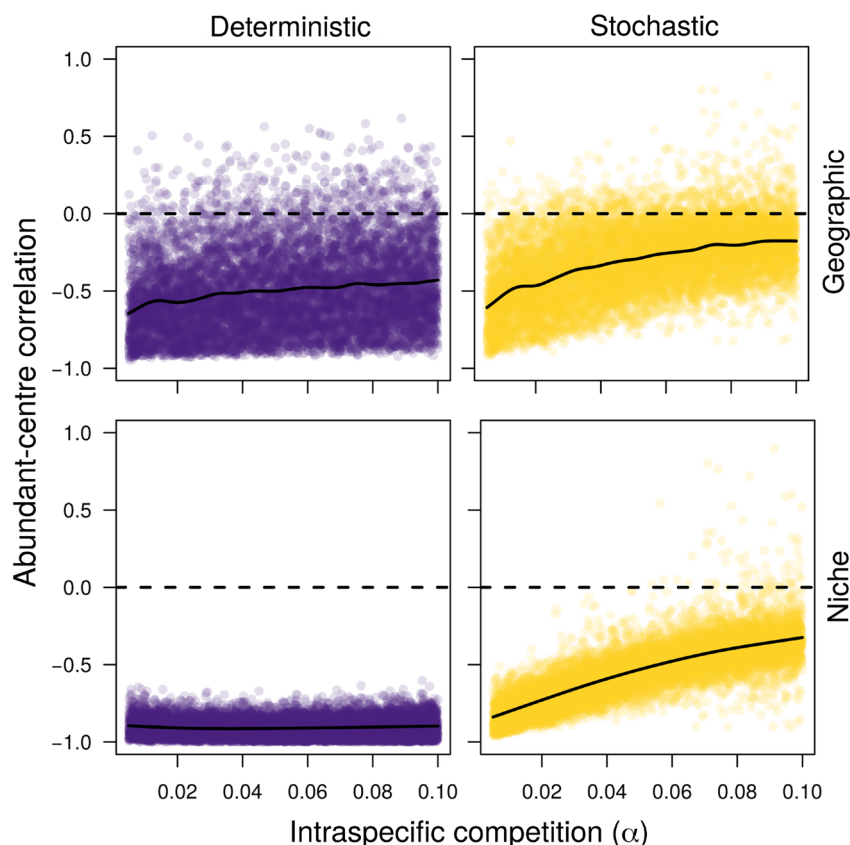 Deterministic
Stochastic
1.0
0.5
0.0
−0.5
−1.0
Geographic
Abundant-centre correlation
1.0
0.5
0.0
−0.5
−1.0
Niche
0.02 0.04 0.06 0.08 0.10
0.02 0.04 0.06 0.08 0.10
Intraspecific competition (α)